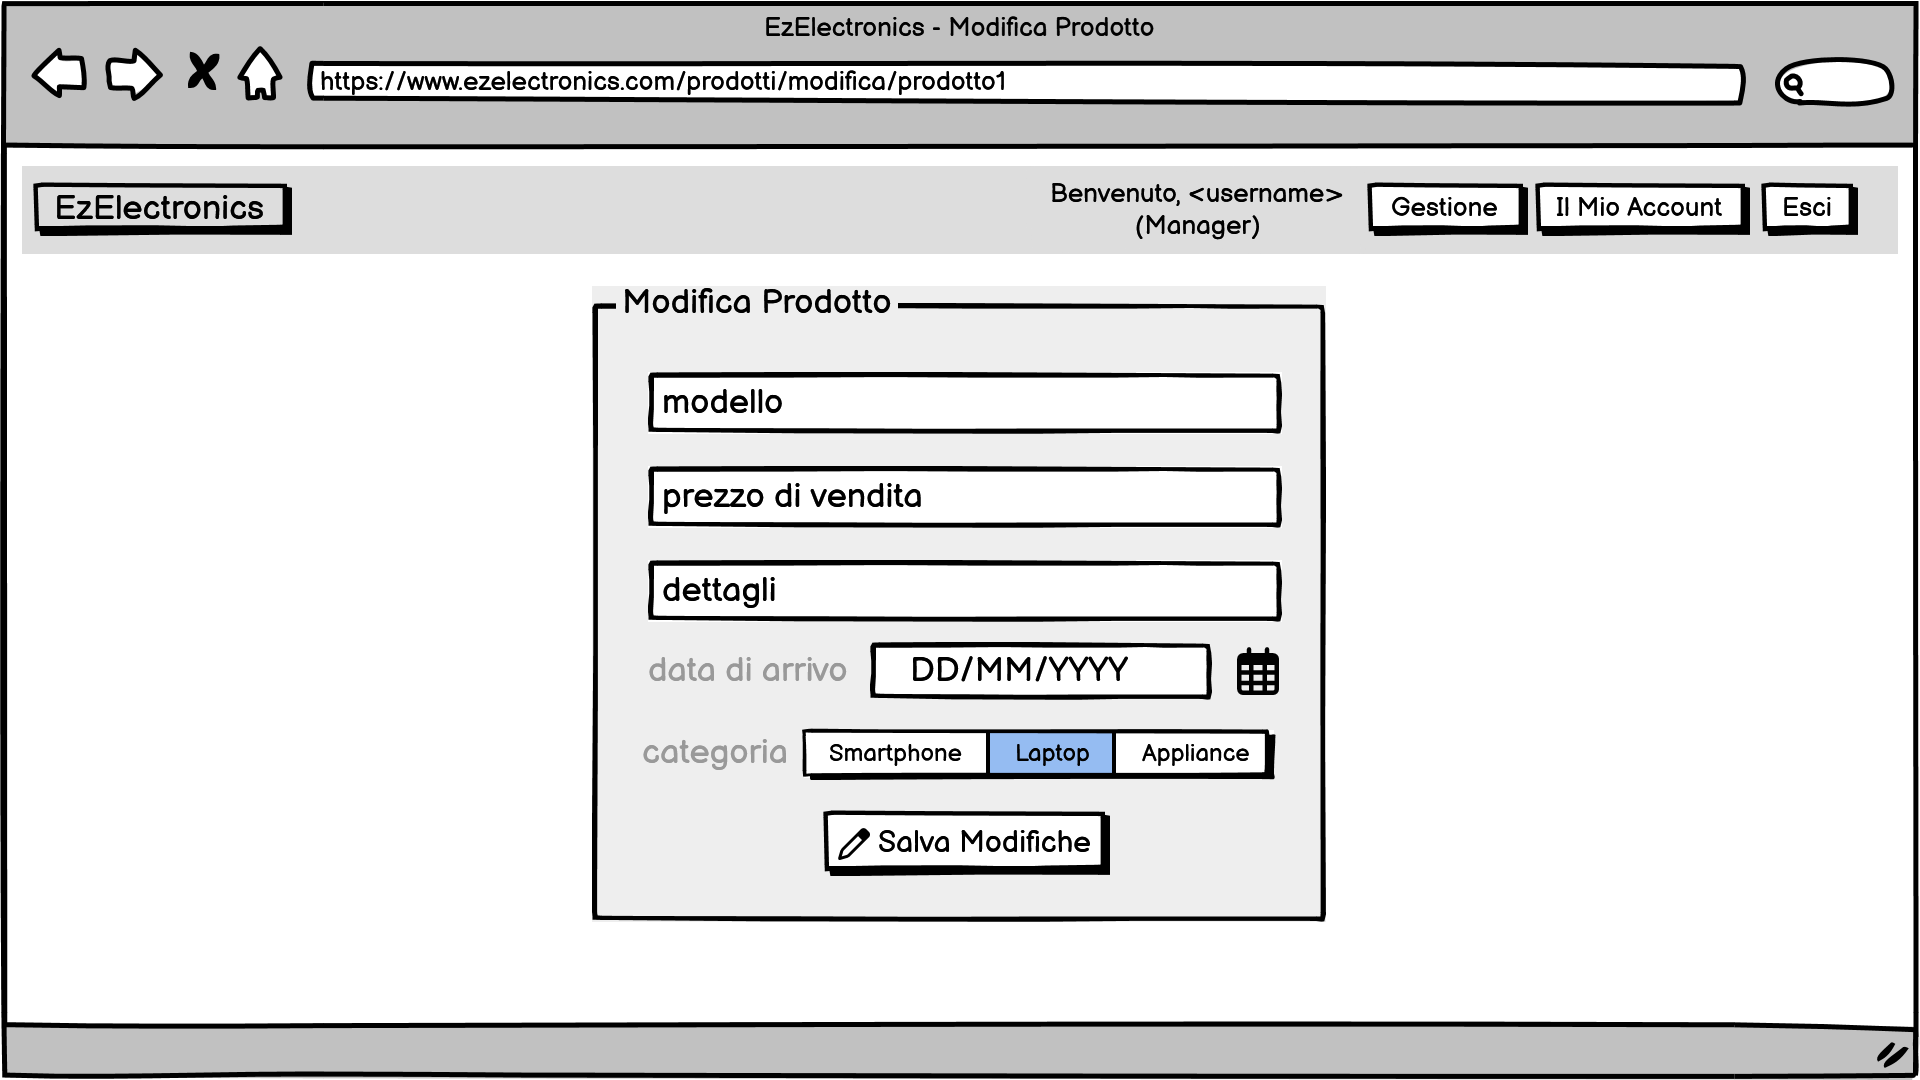 EzElectronics - Modifica Prodotto
https://www.ezelectronics.com/prodotti/modifica/prodotto1
EzElectronics
Benvenuto, <username>
(Manager)
Gestione
Il Mio Account
Esci
Modifica Prodotto
modello
prezzo di vendita
dettagli
data di arrivo DD/MM/YYYY
categoria Smartphone Laptop Appliance
Salva Modifiche